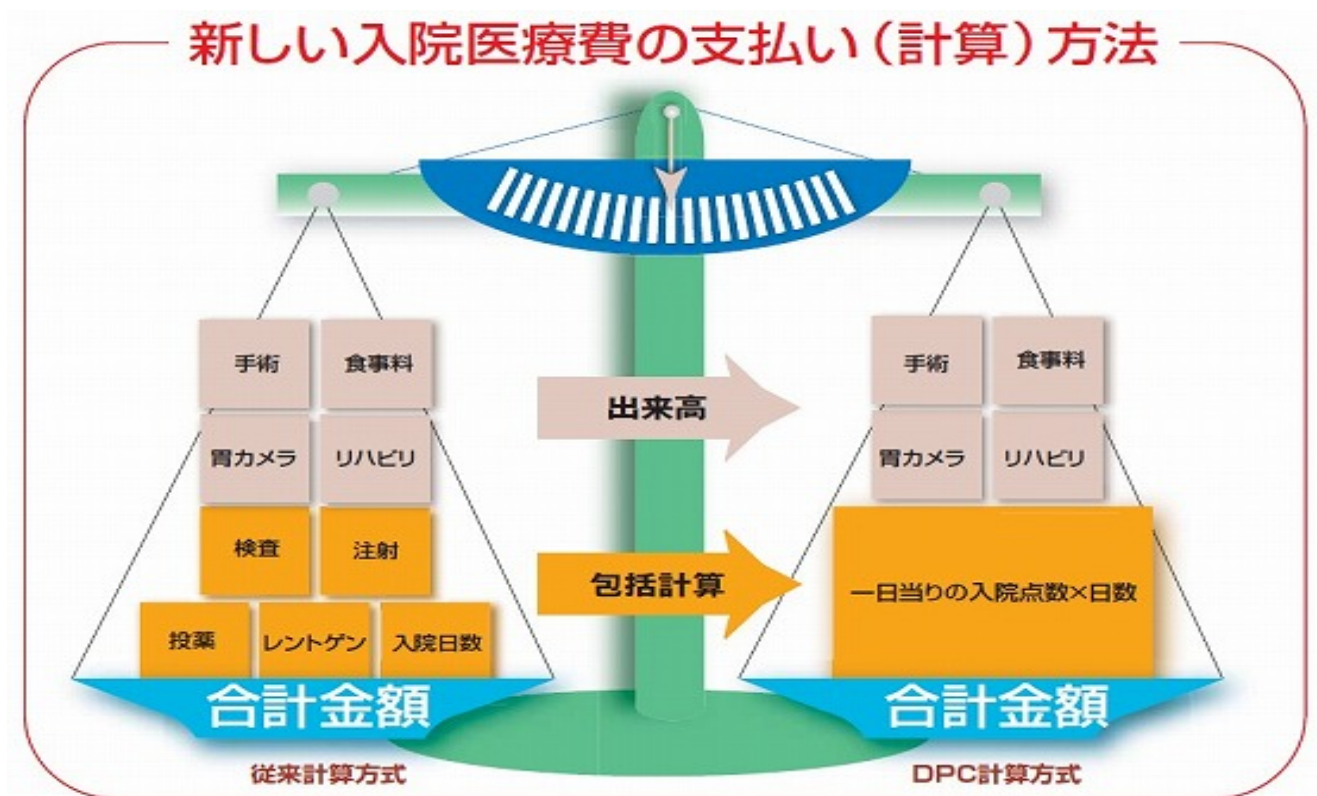 新しい入院医療費の支払い(計算)方法
手術
食事料
胃カメラ
リハビリ
検査
注射
投薬
レントゲン
入院日数
合計金額
従来計算方式
出来高
包括計算
手術
食事料
胃カメラ
リハビリ
一日当りの入院点数×日数
合計金額
DPC計算方式